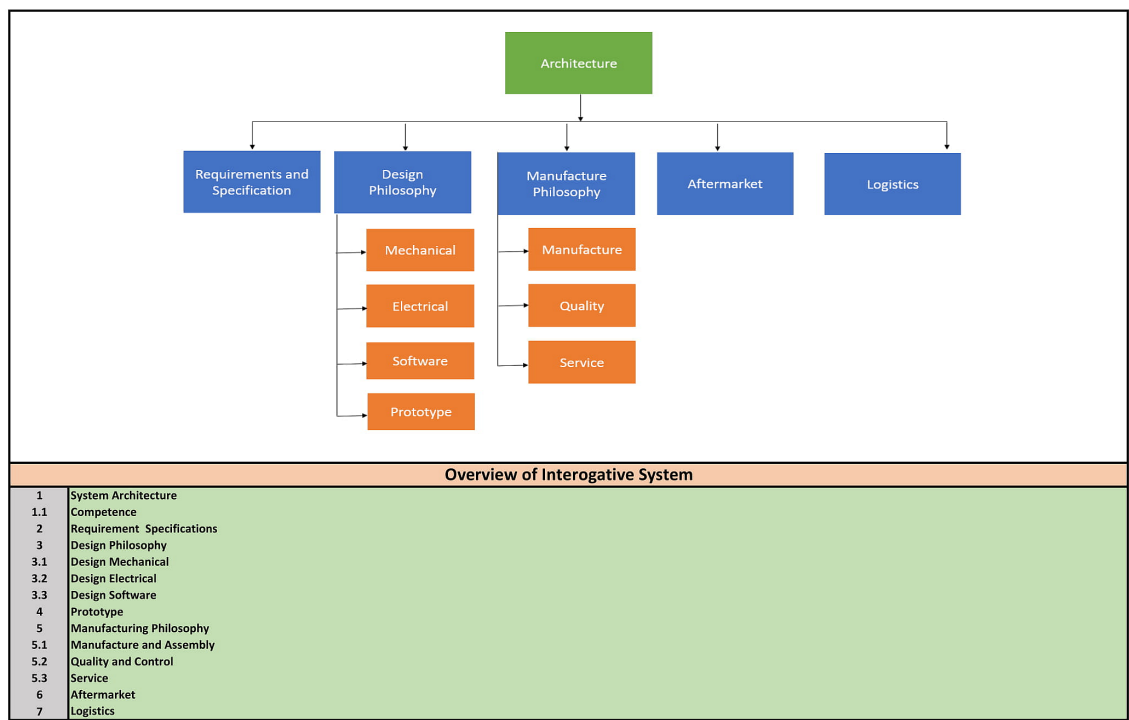 Architecture
Requirements and
Specification
Design
Philosophy
Manufacture
Philosophy
Aftermarket
Logistics
Mechanical
Electrical
Software
Prototype
Manufacture
Quality
Service
Overview of Interogative System
1 System Architecture
1.1 Competence
2 Requirement Specifications
3 Design Philosophy
3.1 Design Mechanical
3.2 Design Electrical
3.3 Design Software
4 Prototype
5 Manufacturing Philosophy
5.1 Manufacture and Assembly
5.2 Quality and Control
5.3 Service
6 Aftermarket
7 Logistics